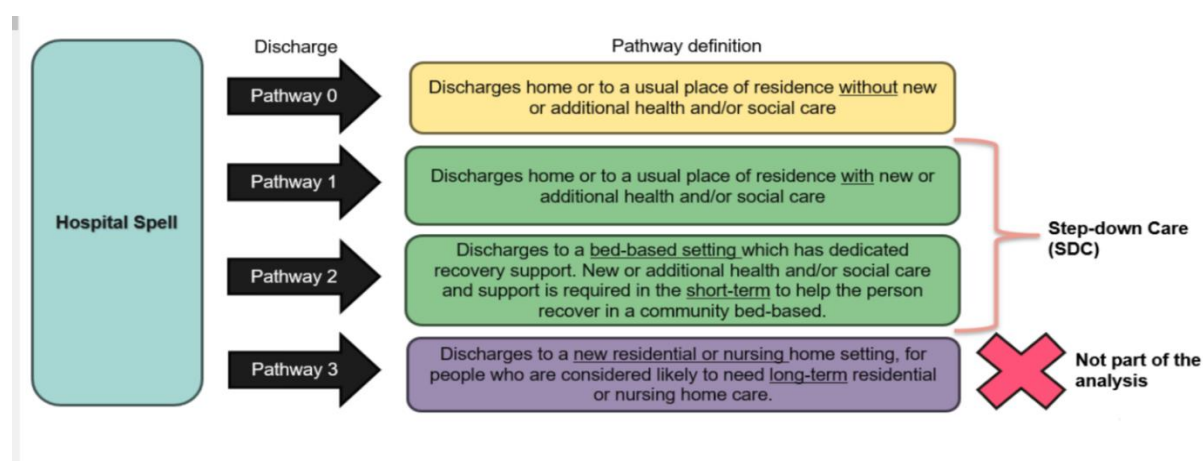 Discharge
Pathway definition
Pathway 0
Discharges home or to a usual place of residence without new
or additional health and/or social care
Pathway 1
Discharges home or to a usual place of residence with new or
additional health and/or social care
Hospital Spell
Step-down Care
(SDC)
Pathway 2
Discharges to a bed-based setting which has dedicated
recovery support. New or additional health and/or social care
and support is required in the short-term to help the person
recover in a community bed-based.
Pathway 3
Discharges to a new residential or nursing home setting, for
people who are considered likely to need long-term residential
or nursing home care.
Not part of the
analysis